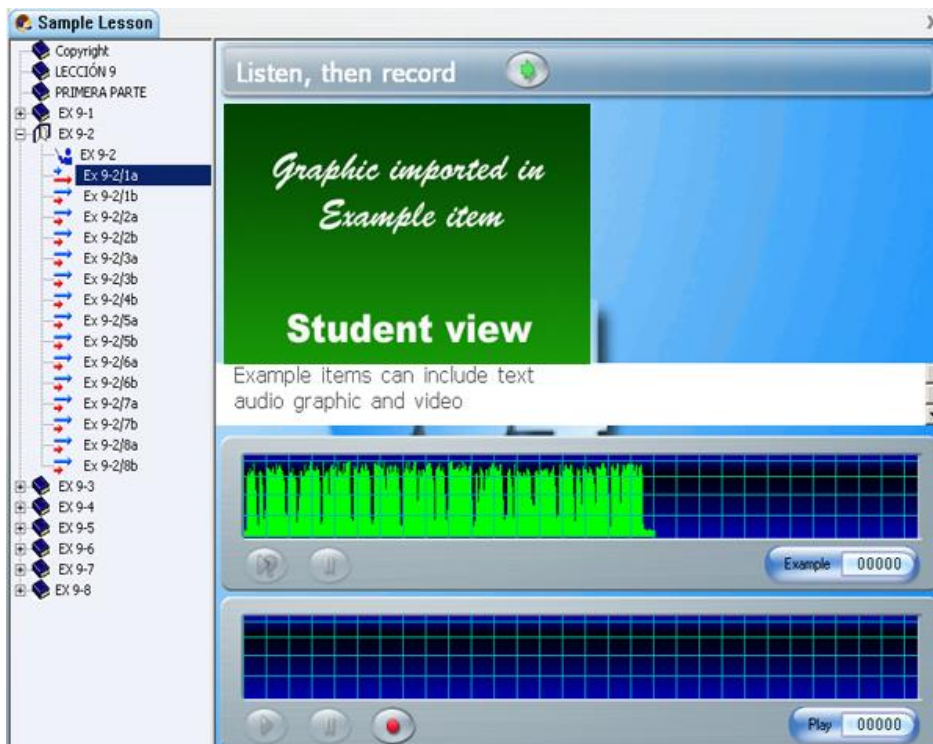 Sample Lesson
Copyright
LECCIÓN 9
PRIMERA PARTE
EX 9-1
EX 9-2
EX 9-2
Ex 9-2/1a
Ex 9-2/1b
Ex 9-2/2a
Ex 9-2/2b
Ex 9-2/3a
Ex 9-2/3b
Ex 9-2/4b
Ex 9-2/5a
Ex 9-2/5b
Ex 9-2/6a
Ex 9-2/6b
Ex 9-2/7a
Ex 9-2/7b
Ex 9-2/8a
Ex 9-2/8b
EX 9-3
EX 9-4
EX 9-5
EX 9-6
EX 9-7
EX 9-8
Listen, then record
Graphic imported in
Example item
Student view
Example items can include text
audio graphic and video
Example 00000
Play 00000